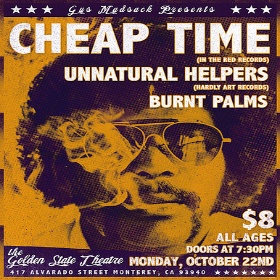 Gus Mudsack Presents
CHEAP TIME
(IN THE RED RECORDS)
UNNATURAL HELPERS
(HARDLY ART RECORDS)
BURNT PALMS
$8
ALL AGES
DOORS AT 7:30PM
the Golden State Theatre
MONDAY, OCTOBER 22ND
417 ALVARADO STREET MONTEREY, CA 93940